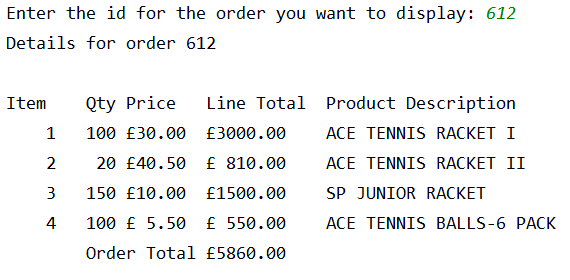 Enter the id for the order you want to display: 612
Details for order 612
Item    Qty Price   Line Total  Product Description
    1   100 £30.00  £3000.00    ACE TENNIS RACKET I
    2    20 £40.50  £ 810.00    ACE TENNIS RACKET II
    3   150 £10.00  £1500.00    SP JUNIOR RACKET
    4   100 £ 5.50  £ 550.00    ACE TENNIS BALLS-6 PACK
        Order Total £5860.00